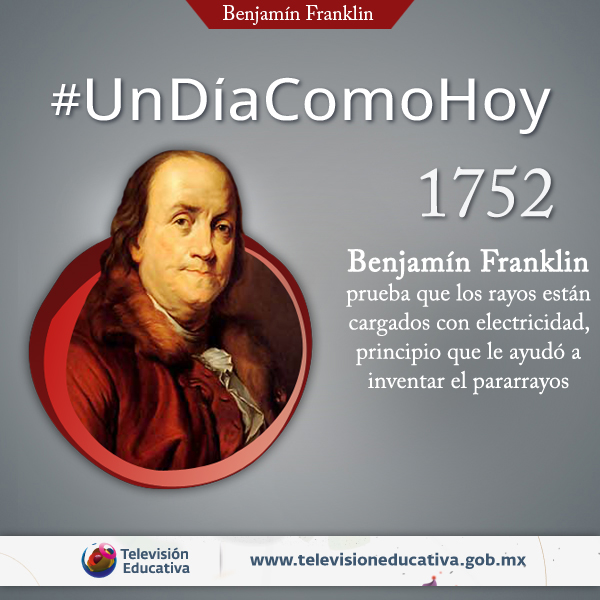 Benjamín Franklin
#UnDíaComoHoy
1752
Benjamín Franklin
prueba que los rayos están
cargados con electricidad,
principio que le ayudó a
inventar el pararrayos
Televisión
Educativa
www.televisioneducativa.gob.mx